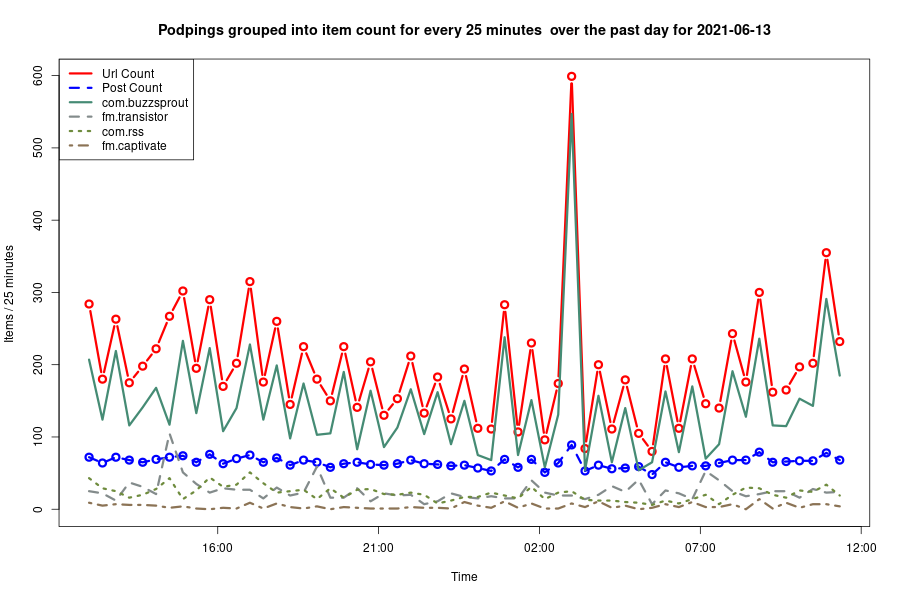 Podpings grouped into item count for every 25 minutes  over the past day for 2021-06-13
Url Count
Post Count
com.buzzsprout
fm.transistor
com.rss
fm.captivate
Items / 25 minutes
600
500
400
300
200
100
0
16:00
21:00
02:00
07:00
12:00
Time